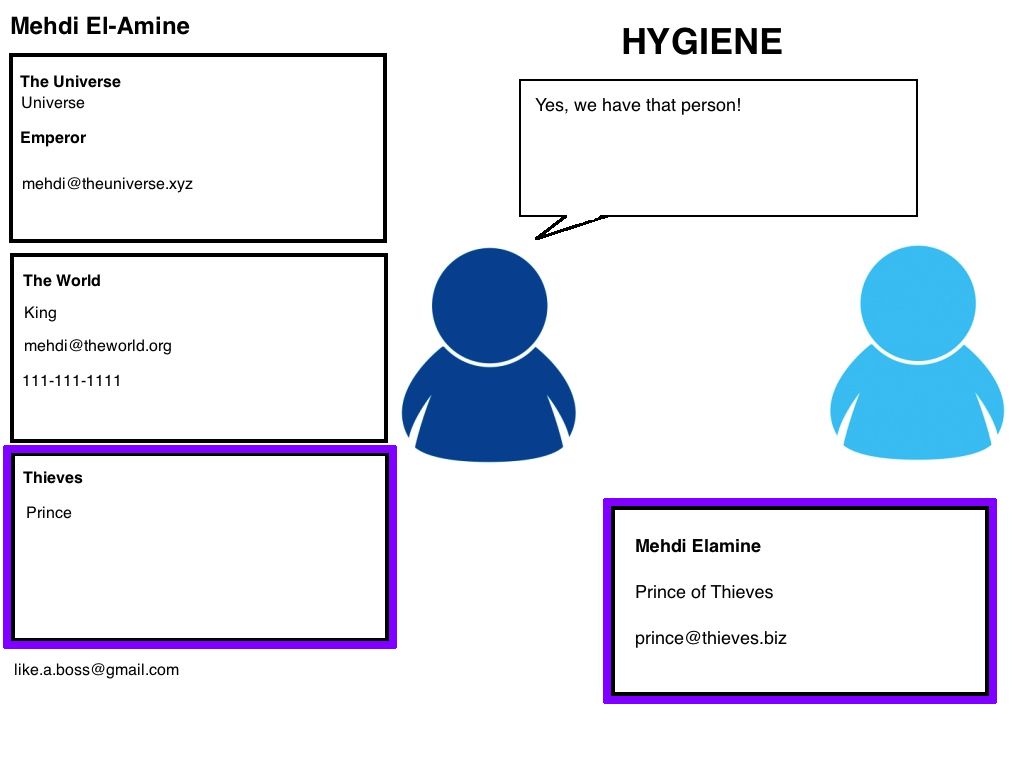 Mehdi El-Amine
The Universe
Universe
Emperor
mehdi@theuniverse.xyz
The World
King
mehdi@theworld.org
111-111-1111
Thieves
Prince
like.a.boss@gmail.com
HYGIENE
Yes, we have that person!
Mehdi Elamine
Prince of Thieves
prince@thieves.biz